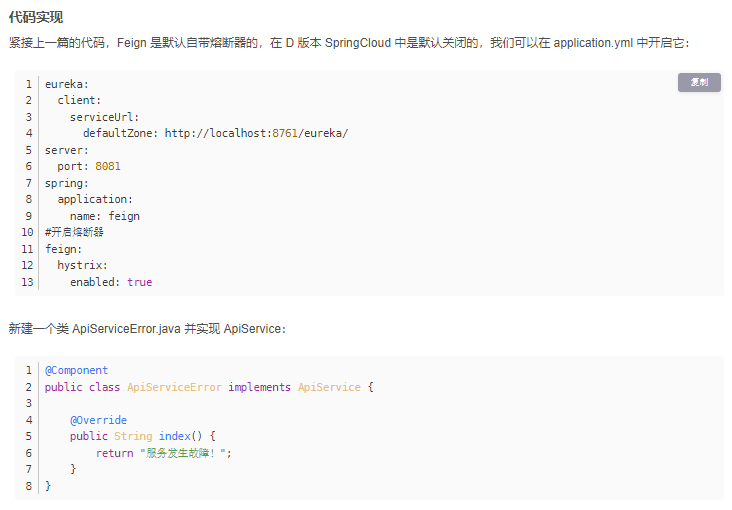 代码实现
紧接上一篇的代码，Feign 是默认自带熔断器的，在 D 版本 SpringCloud 中是默认关闭的，我们可以在 application.yml 中开启它：
复制
1 eureka:
2   client:
3     serviceUrl:
4       defaultZone: http://localhost:8761/eureka/
5 server:
6   port: 8081
7 spring:
8   application:
9     name: feign
10 #开启熔断器
11 feign:
12   hystrix:
13     enabled: true
新建一个类 ApiServiceError.java 并实现 ApiService：
1 @Component
2 public class ApiServiceError implements ApiService {
3
4     @Override
5     public String index() {
6         return "服务发生故障！";
7     }
8 }